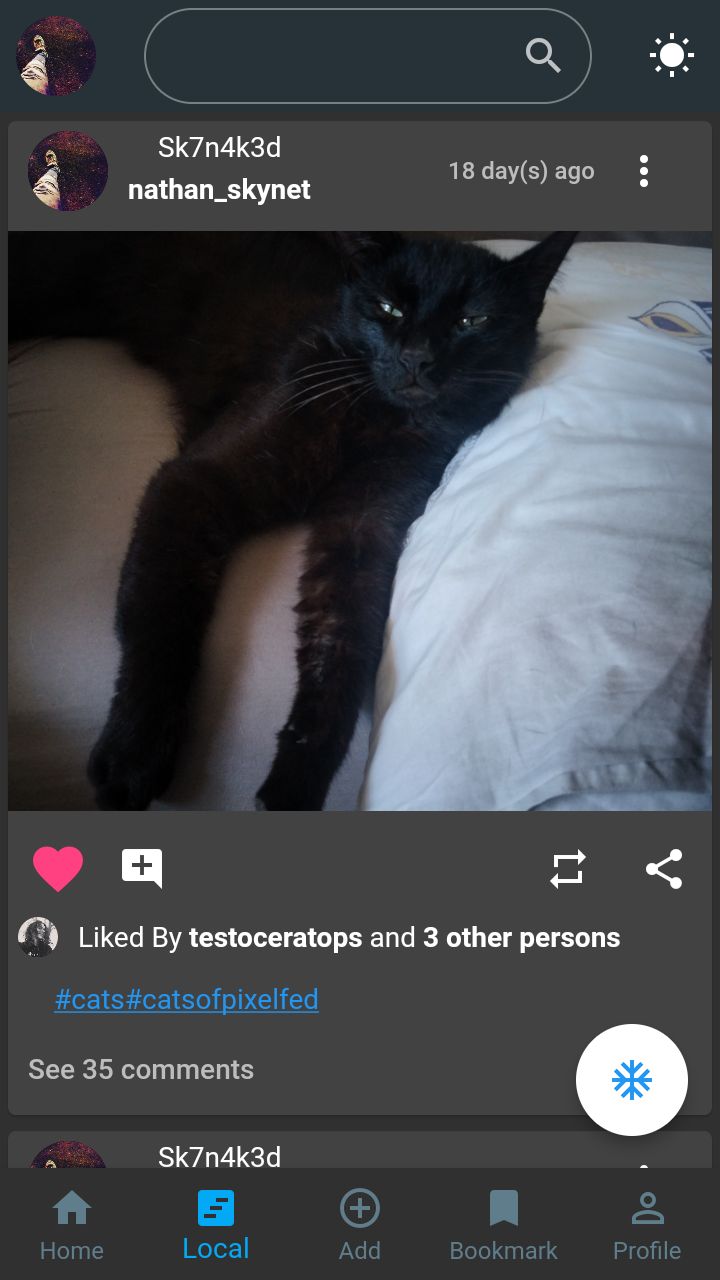 Sk7n4k3d
nathan_skynet
18 day(s) ago
Liked By testoceratops and 3 other persons
#cats#catsofpixelfed
See 35 comments
Sk7n4k3d
Home
Local
Add
Bookmark
Profile